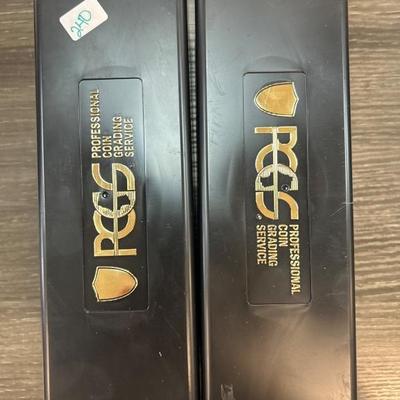 240
PCGS
PROFESSIONAL
COIN
GRADING
SERVICE
PCGS
PROFESSIONAL
COIN
GRADING
SERVICE